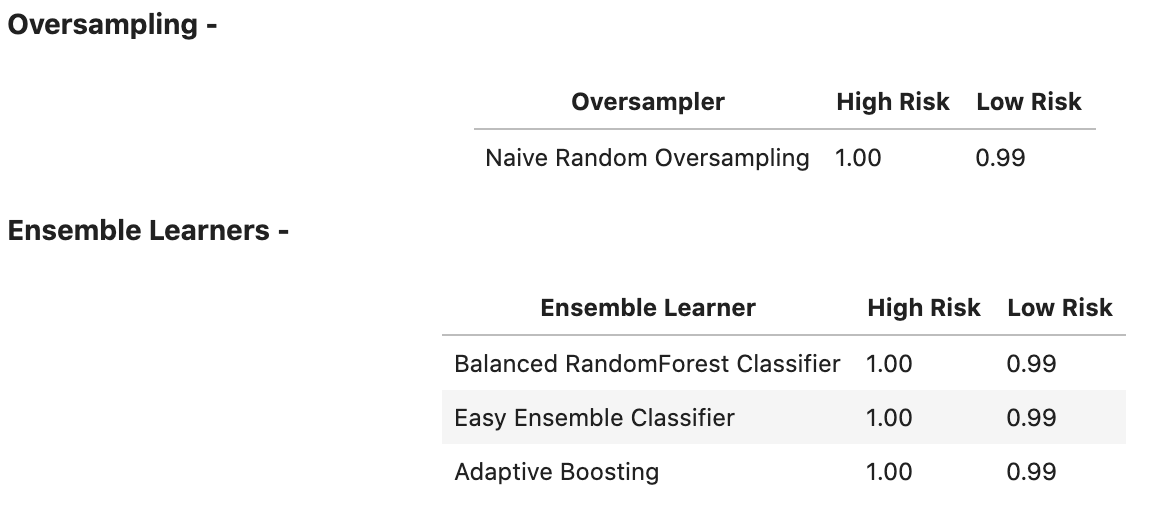 Oversampling -
Oversampler High Risk Low Risk
Naive Random Oversampling 1.00 0.99
Ensemble Learners -
Ensemble Learner High Risk Low Risk
Balanced RandomForest Classifier 1.00 0.99
Easy Ensemble Classifier 1.00 0.99
Adaptive Boosting 1.00 0.99